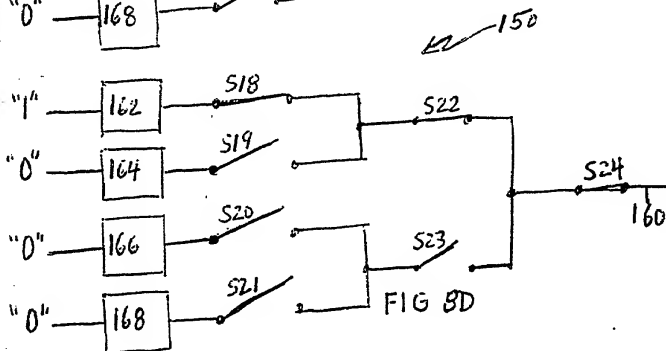 "0" 168
150
"1" 162 S18
S22
"0" 164 S19
S24
160
"0" 166 S20
S23
"0" 168 S21
FIG 8D